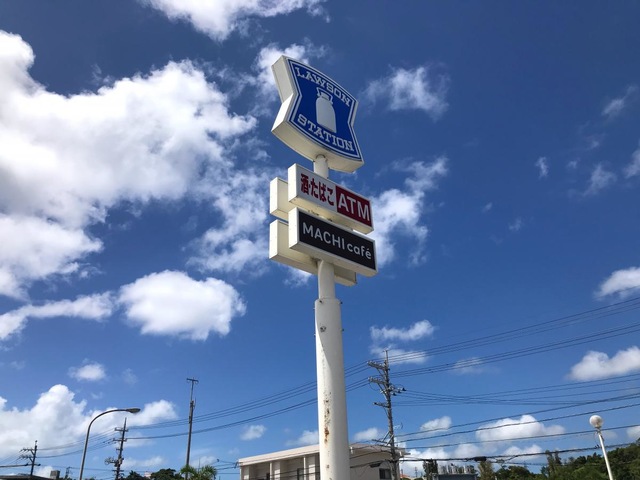 LAWSON
STATION
酒・たばこ ATM
MACHI café